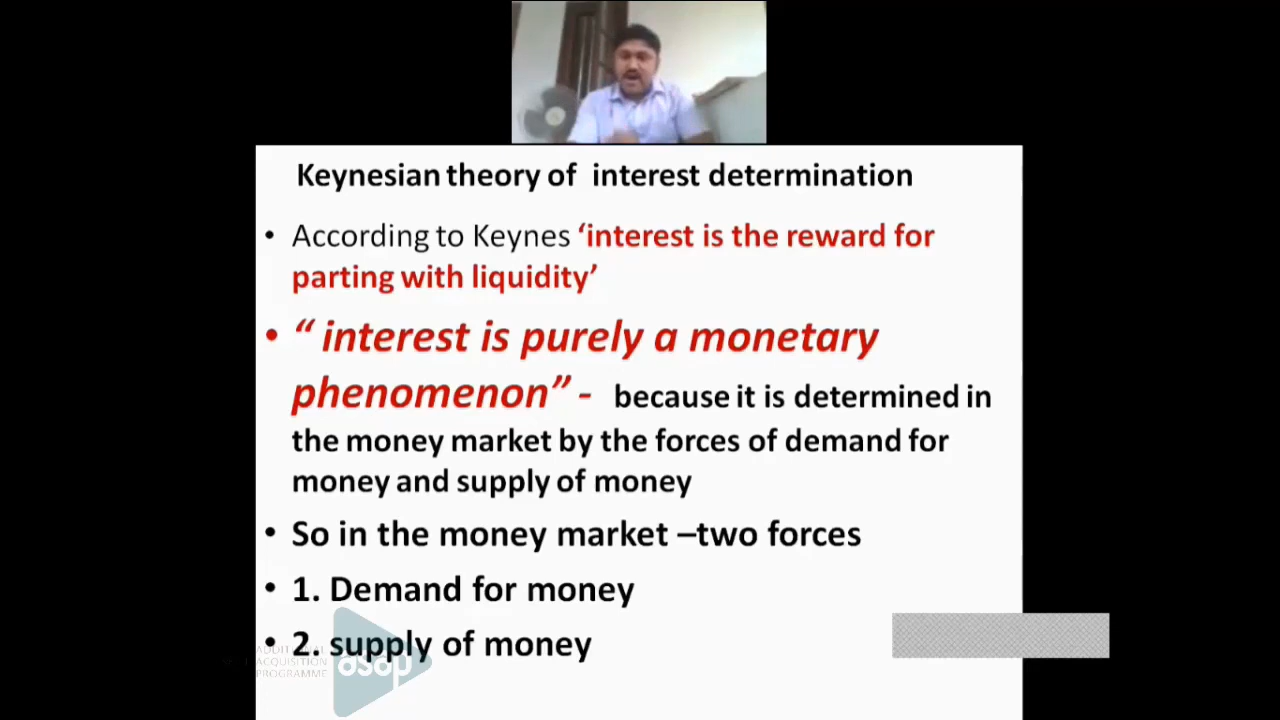 Keynesian theory of interest determination
• According to Keynes ‘interest is the reward for
parting with liquidity’
• “ interest is purely a monetary
phenomenon” - because it is determined in
the money market by the forces of demand for
money and supply of money
• So in the money market –two forces
• 1. Demand for money
• 2. supply of money
ACQUISITION
PROGRAMME
asap